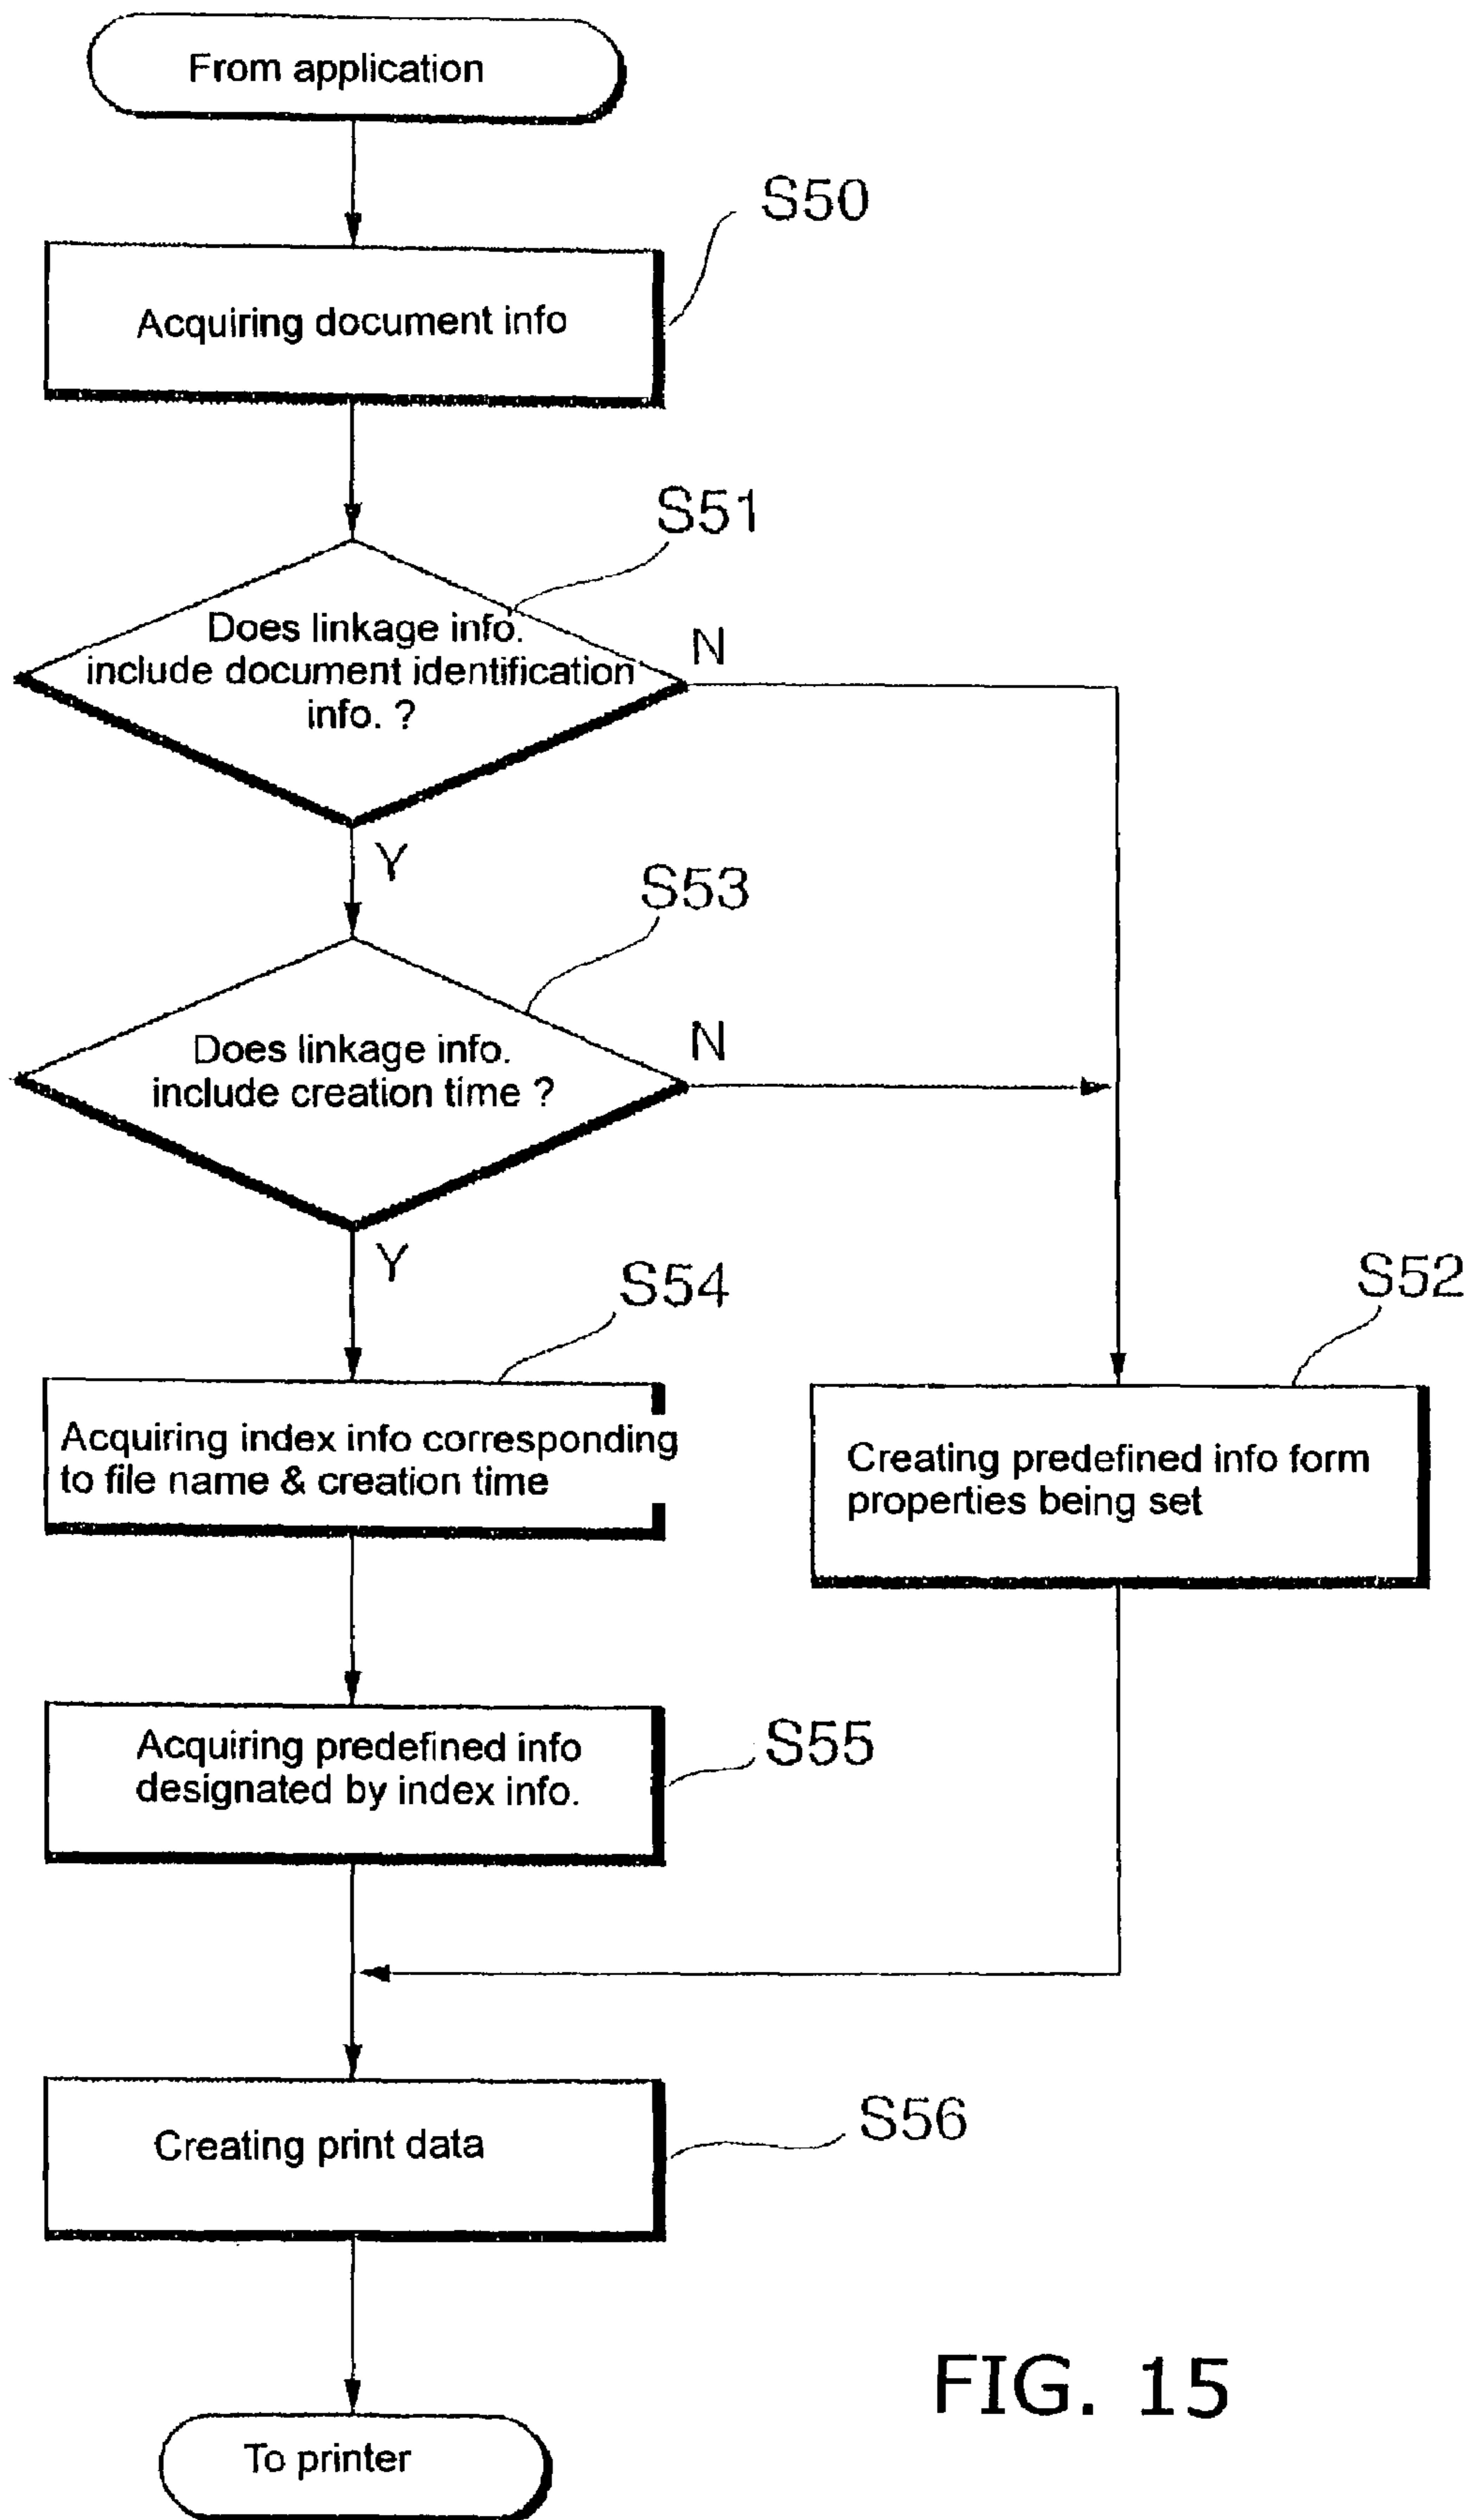 From application
S50
Acquiring document info
S51
Does linkage info.
include document identification
info. ?
N
Y
S53
Does linkage info.
include creation time ?
N
Y
S54
S52
Acquiring index info corresponding
to file name & creation time
Creating predefined info form
properties being set
Acquiring predefined info
designated by index info.
S55
Creating print data
S56
To printer
FIG. 15